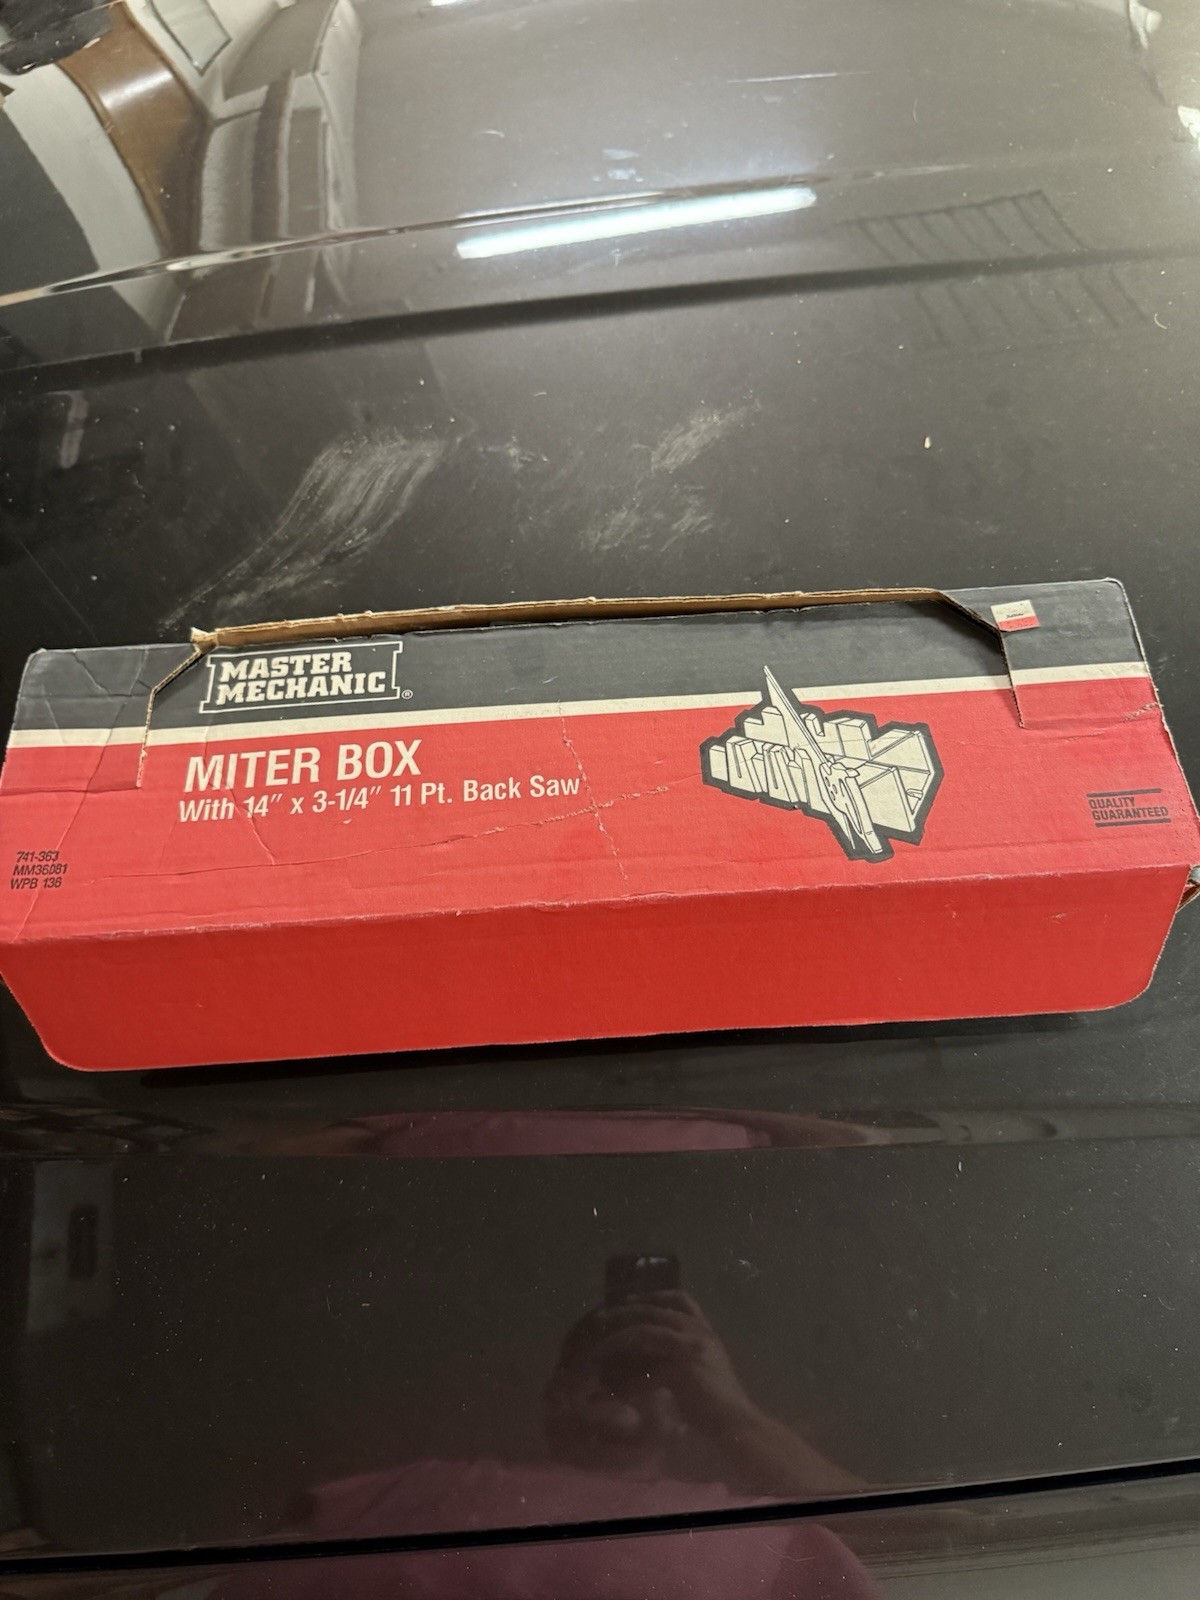 MASTER
MECHANIC®
MITER BOX
With 14" x 3-1/4" 11 Pt. Back Saw
741-363
MM36081
WPB 136
QUALITY
GUARANTEED